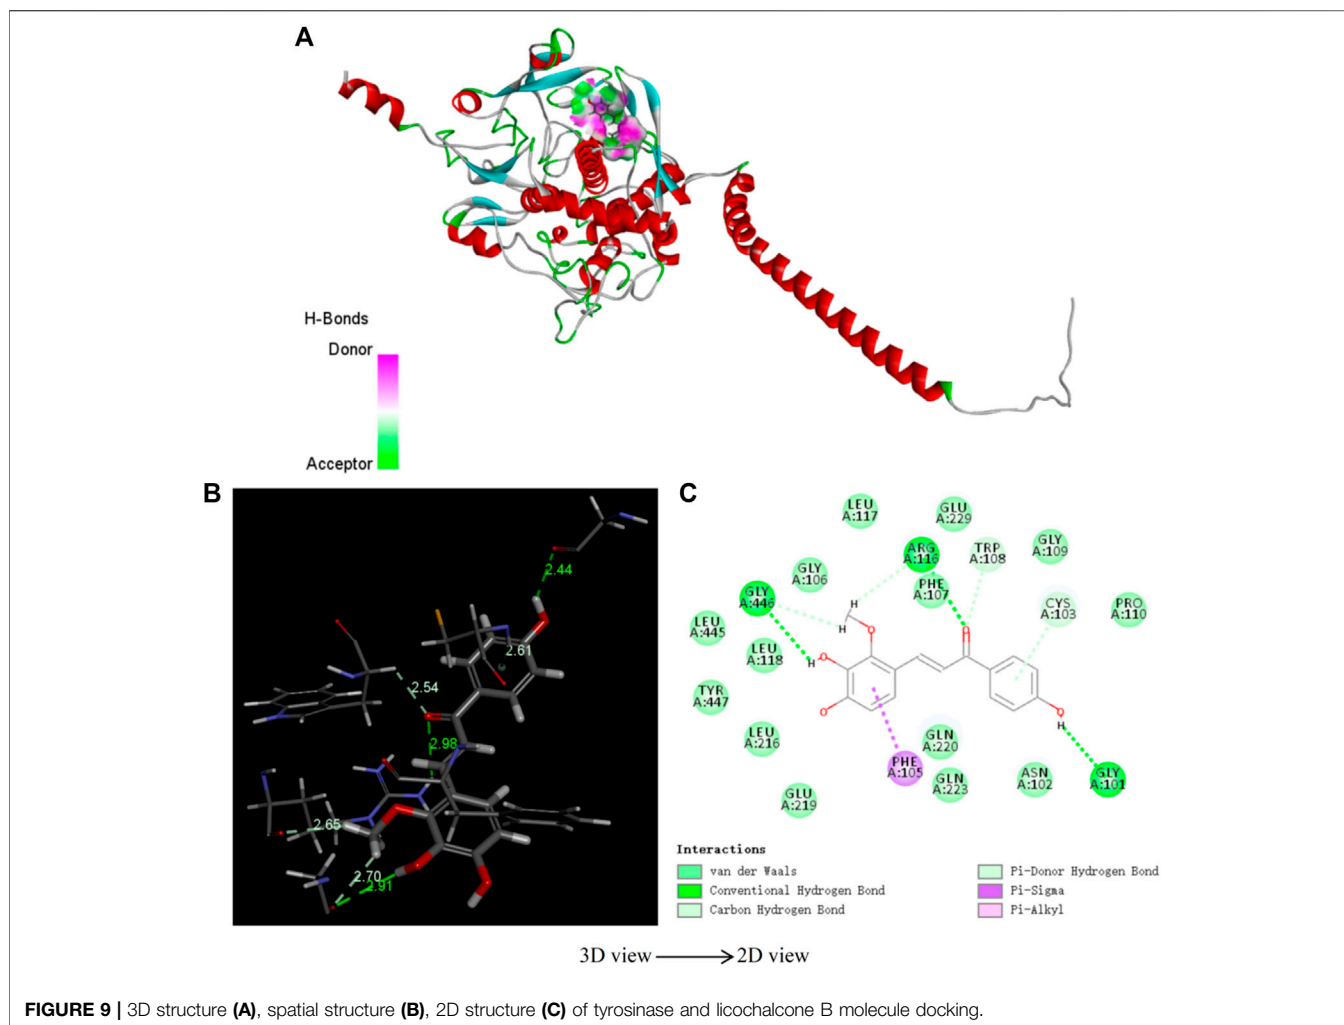 A
H-Bonds
Donor
Acceptor
B
2.44
2.61
2.54
2.98
2.65
2.70
2.91
C
LEU
A:117
GLU
A:229
ARG
A:116
TRP
A:108
GLY
A:109
GLY
A:106
PHE
A:107
GLY
A:446
CYS
A:103
PRO
A:110
LEU
A:445
LEU
A:118
TYR
A:447
LEU
A:216
GLN
A:220
PHE
A:105
GLN
A:223
ASN
A:102
GLY
A:101
GLU
A:219
H
H
O
O
H
O
O
O
H
Interactions
van der Waals
Conventional Hydrogen Bond
Carbon Hydrogen Bond
Pi-Donor Hydrogen Bond
Pi-Sigma
Pi-Alkyl
3D view → 2D view
FIGURE 9 | 3D structure (A), spatial structure (B), 2D structure (C) of tyrosinase and licochalcone B molecule docking.